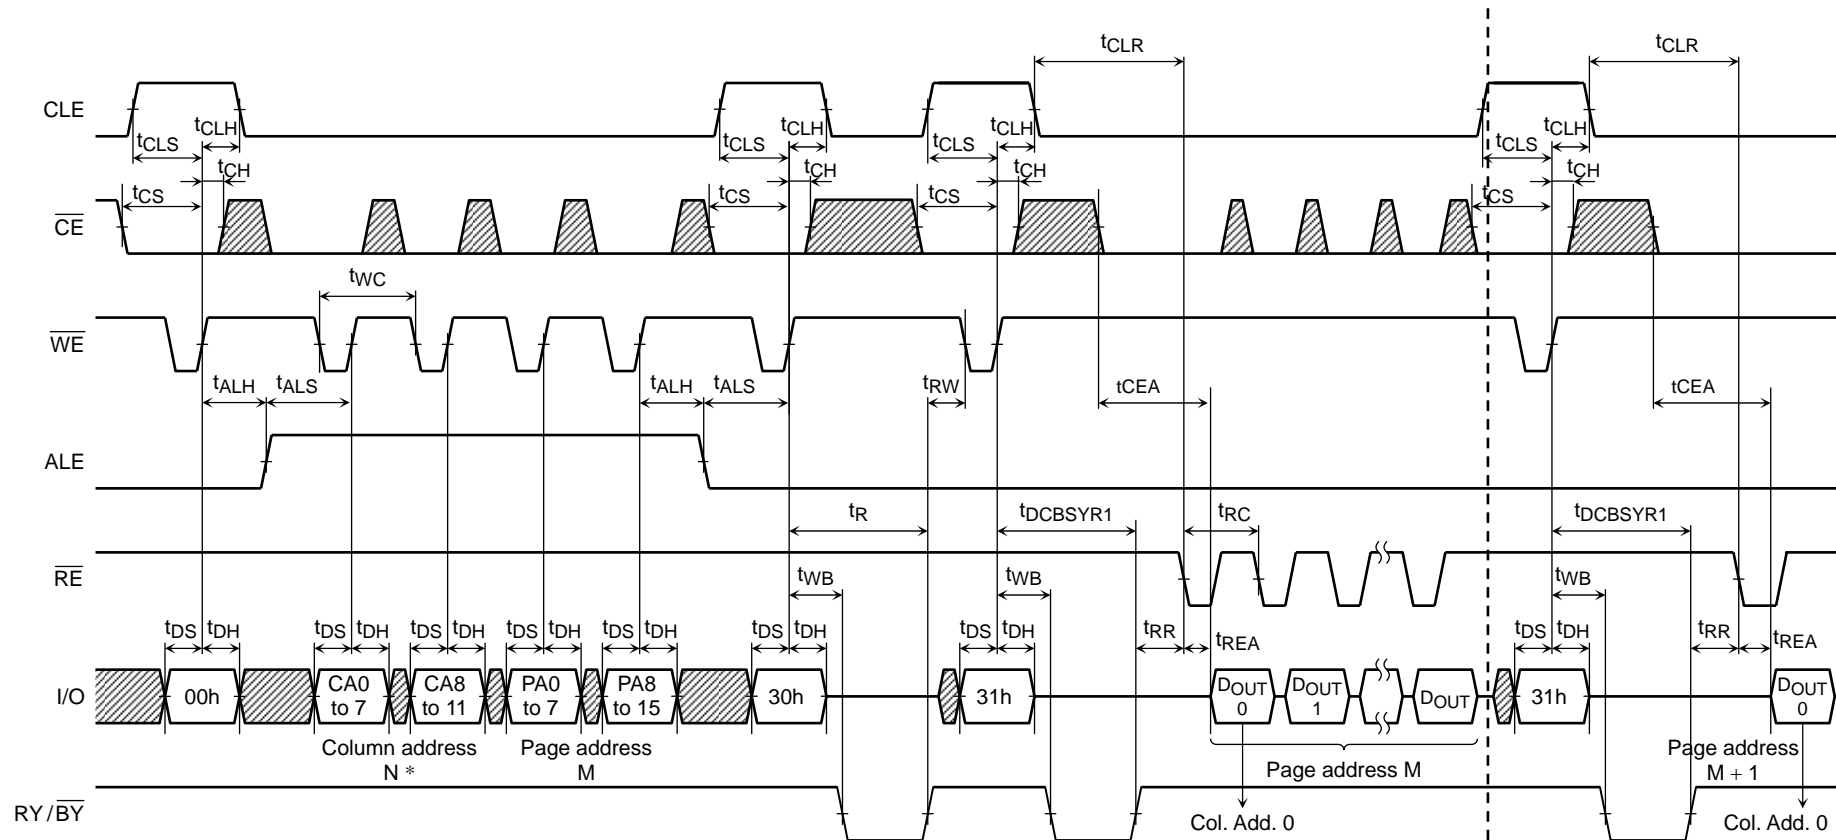 tCLR tCLR
CLE
tCLS tCLH tCLS tCLH tCLS tCLH tCLS tCLH
tCS tCH tCS tCH tCS tCH tCS tCH
CE
tWC
WE
tALH tALS tALH tALS tRW tCEA tCEA
ALE
tR tDCBSYR1 tRC tDCBSYR1
RE
tWB tWB tWB
tDS tDH tDS tDH tDS tDH tDS tDH tDS tDH tDS tDH tDS tDH tRR tREA tDS tDH tRR tREA
I/O
00h
CA0 to 7
CA8 to 11
PA0 to 7
PA8 to 15
30h
31h
DOUT 0
DOUT 1
DOUT
31h
DOUT 0
Column address
N *
Page address
M
Page address M
Page address
M + 1
RY/BY
Col. Add. 0
Col. Add. 0